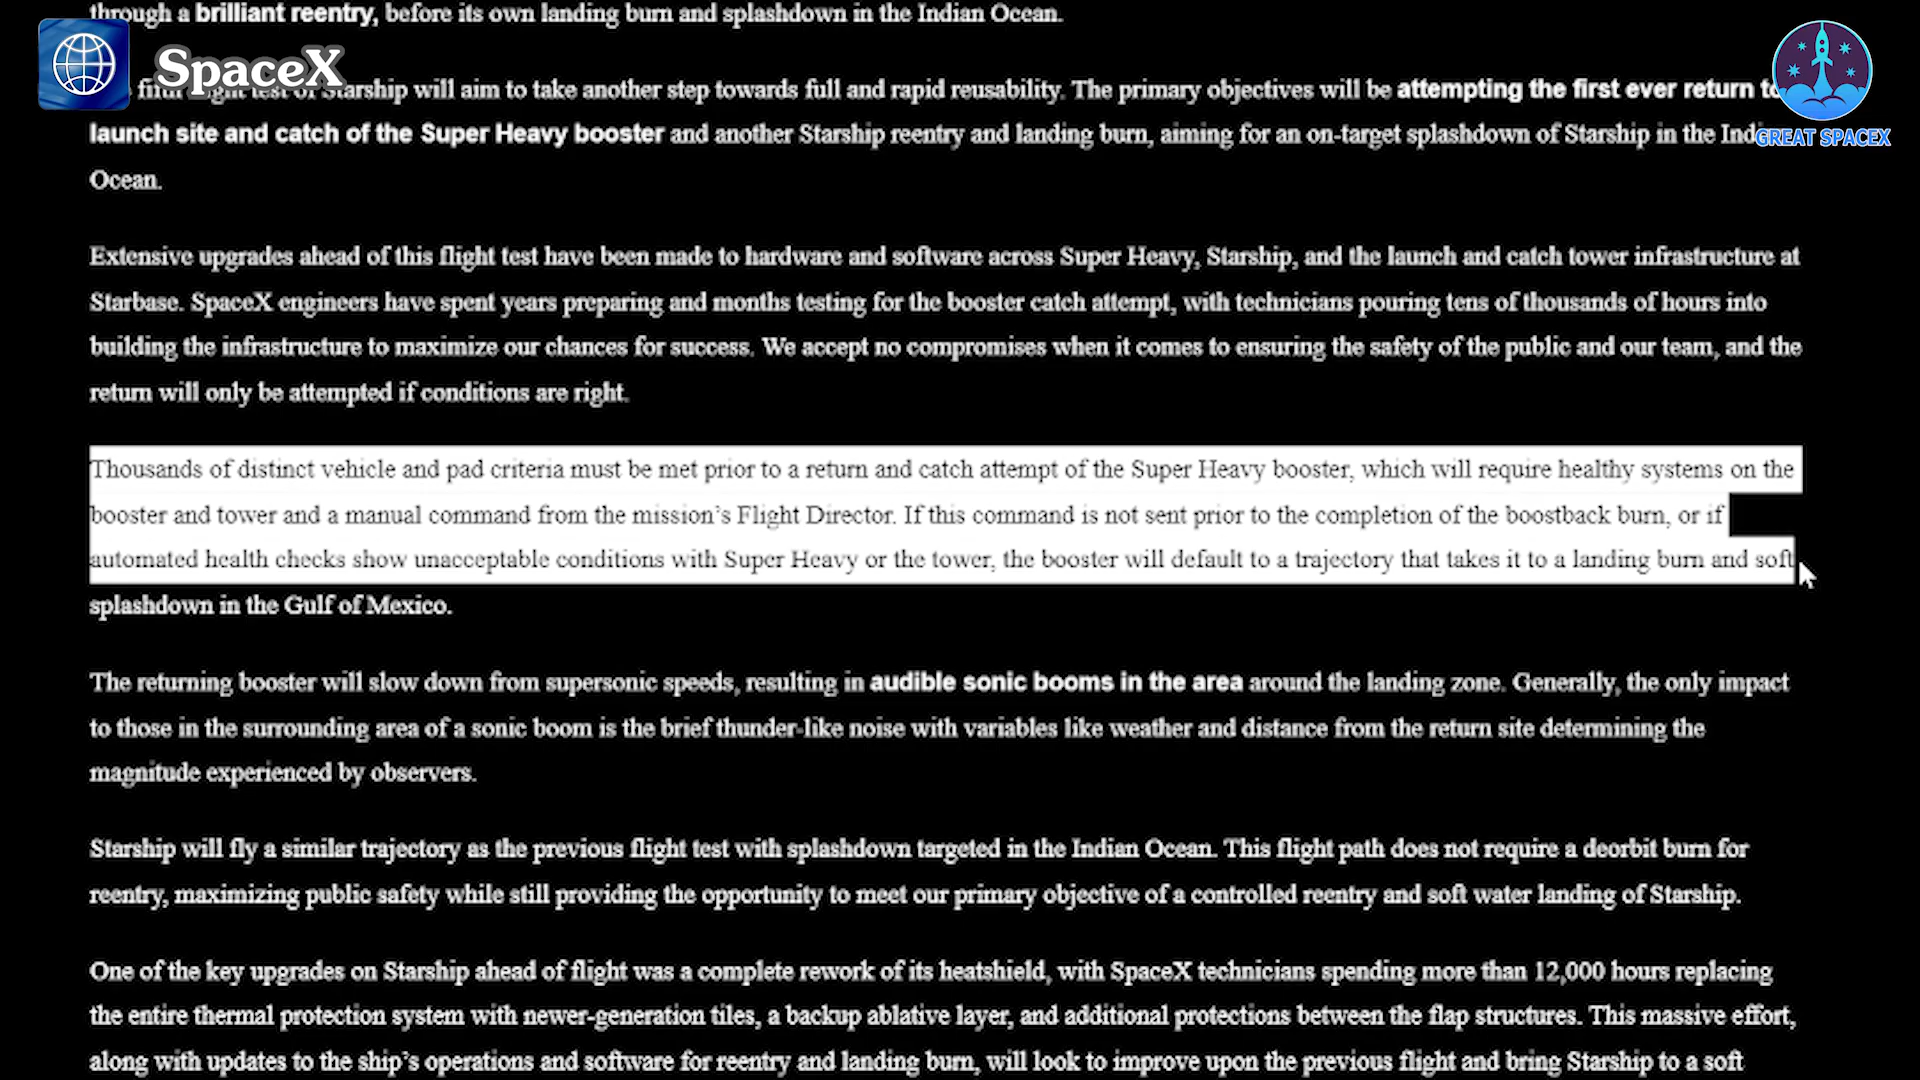 through a brilliant reentry, before its own landing burn and splashdown in the Indian Ocean.
SpaceX
fifth flight test of Starship will aim to take another step towards full and rapid reusability. The primary objectives will be attempting the first ever return to
launch site and catch of the Super Heavy booster and another Starship reentry and landing burn, aiming for an on-target splashdown of Starship in the Indian
GREAT SPACEX
Ocean.
Extensive upgrades ahead of this flight test have been made to hardware and software across Super Heavy, Starship, and the launch and catch tower infrastructure at
Starbase. SpaceX engineers have spent years preparing and months testing for the booster catch attempt, with technicians pouring tens of thousands of hours into
building the infrastructure to maximize our chances for success. We accept no compromises when it comes to ensuring the safety of the public and our team, and the
return will only be attempted if conditions are right.
Thousands of distinct vehicle and pad criteria must be met prior to a return and catch attempt of the Super Heavy booster, which will require healthy systems on the
booster and tower and a manual command from the mission’s Flight Director. If this command is not sent prior to the completion of the boostback burn, or if
automated health checks show unacceptable conditions with Super Heavy or the tower, the booster will default to a trajectory that takes it to a landing burn and soft
splashdown in the Gulf of Mexico.
The returning booster will slow down from supersonic speeds, resulting in audible sonic booms in the area around the landing zone. Generally, the only impact
to those in the surrounding area of a sonic boom is the brief thunder-like noise with variables like weather and distance from the return site determining the
magnitude experienced by observers.
Starship will fly a similar trajectory as the previous flight test with splashdown targeted in the Indian Ocean. This flight path does not require a deorbit burn for
reentry, maximizing public safety while still providing the opportunity to meet our primary objective of a controlled reentry and soft water landing of Starship.
One of the key upgrades on Starship ahead of flight was a complete rework of its heatshield, with SpaceX technicians spending more than 12,000 hours replacing
the entire thermal protection system with newer-generation tiles, a backup ablative layer, and additional protections between the flap structures. This massive effort,
along with updates to the ship’s operations and software for reentry and landing burn, will look to improve upon the previous flight and bring Starship to a soft